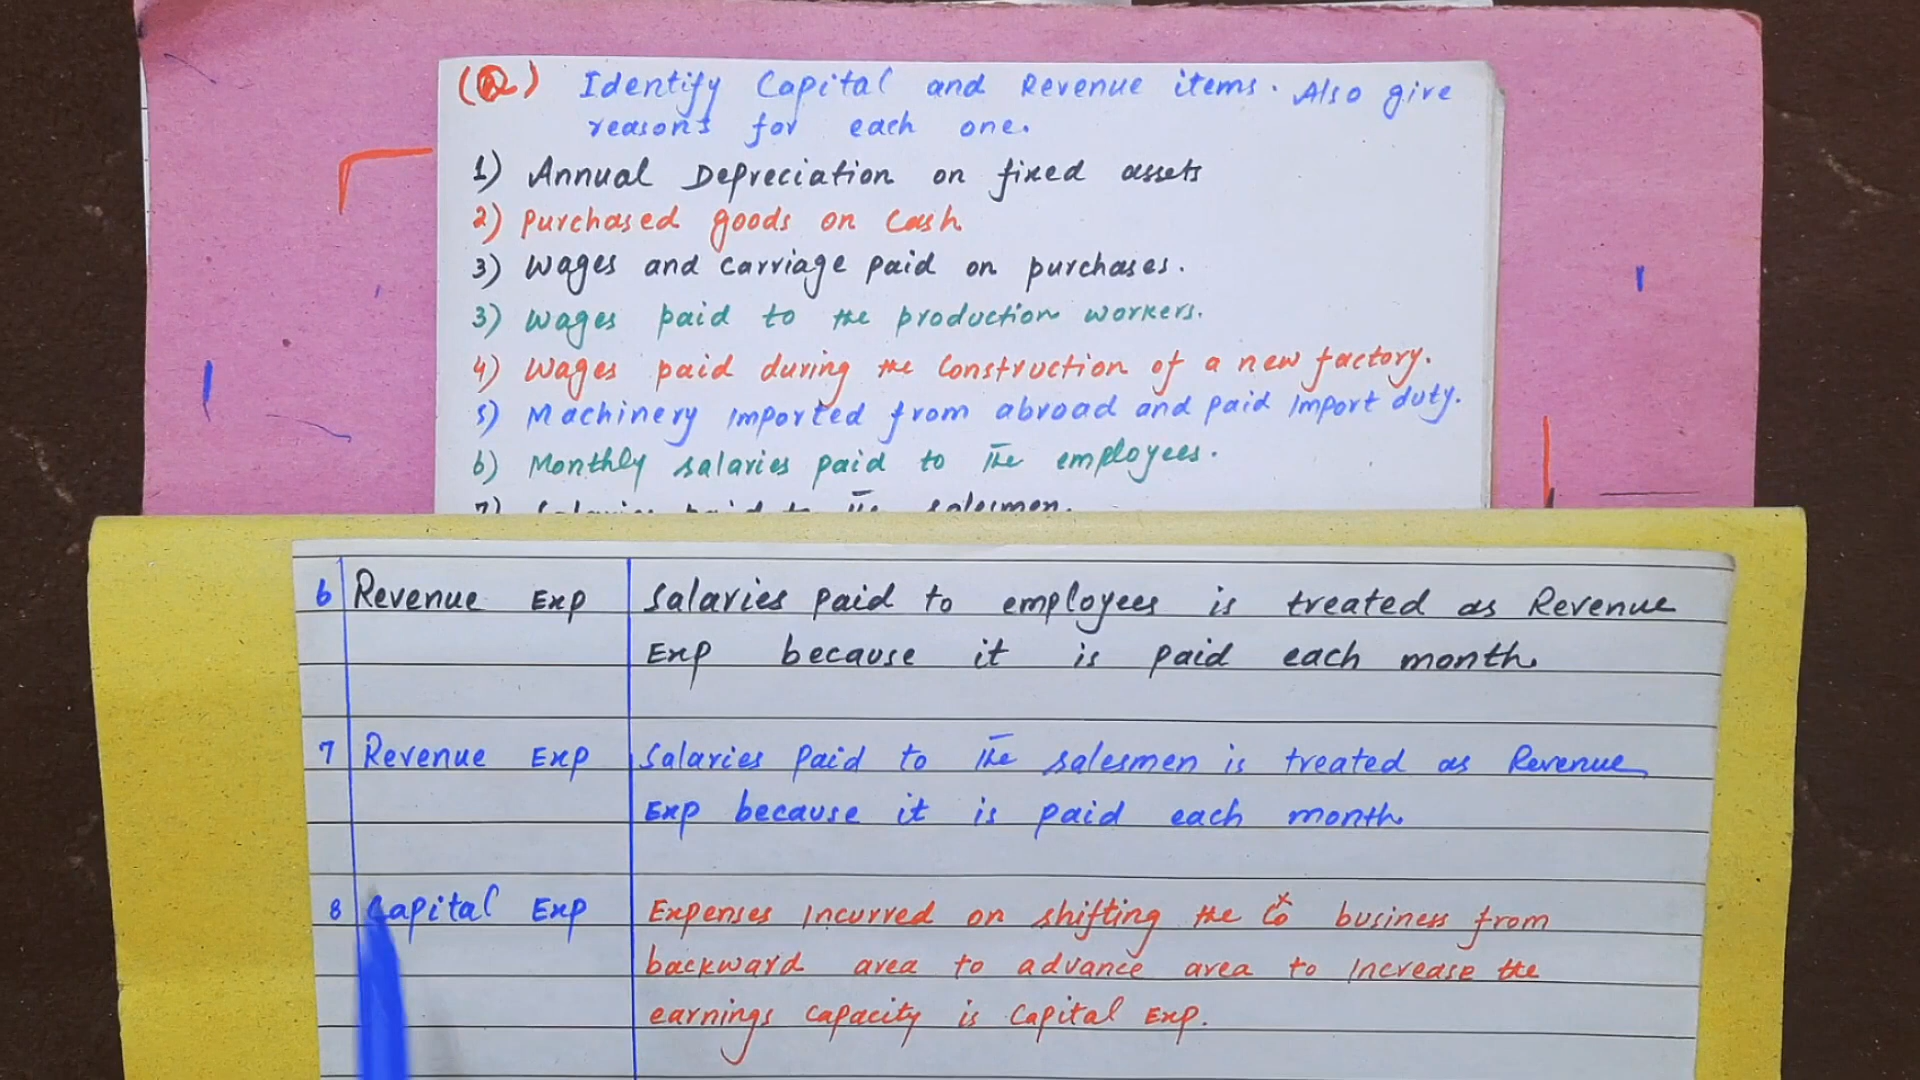 (Q) Identify Capital and Revenue items. Also give
reasons for each one.
1) Annual Depreciation on fixed assets
2) Purchased goods on Cash
3) Wages and Carriage paid on purchases.
3) Wages paid to the production workers.
4) Wages paid during the Construction of a new factory.
5) Machinery Imported from abroad and paid Import duty.
6) Monthly salaries paid to the employees.
7) Salaries paid to the salesmen.
6 Revenue Exp Salaries paid to employees is treated as Revenue
Exp because it is paid each month
7 Revenue Exp Salaries paid to the salesmen is treated as Revenue
Exp because it is paid each month
8 Capital Exp Expenses Incurred on shifting the Co business from
backward area to advance area to Increase the
earnings capacity is Capital Exp.